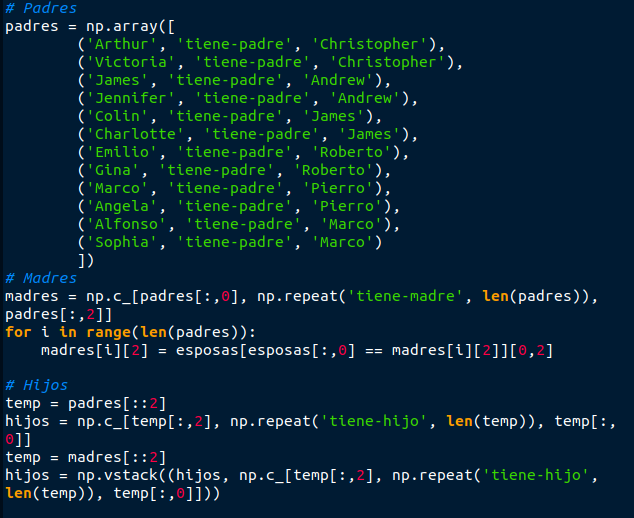 # Padres
padres = np.array([
        ('Arthur', 'tiene-padre', 'Christopher'),
        ('Victoria', 'tiene-padre', 'Christopher'),
        ('James', 'tiene-padre', 'Andrew'),
        ('Jennifer', 'tiene-padre', 'Andrew'),
        ('Colin', 'tiene-padre', 'James'),
        ('Charlotte', 'tiene-padre', 'James'),
        ('Emilio', 'tiene-padre', 'Roberto'),
        ('Gina', 'tiene-padre', 'Roberto'),
        ('Marco', 'tiene-padre', 'Pierro'),
        ('Angela', 'tiene-padre', 'Pierro'),
        ('Alfonso', 'tiene-padre', 'Marco'),
        ('Sophia', 'tiene-padre', 'Marco')
        ])
# Madres
madres = np.c_[padres[:,0], np.repeat('tiene-madre', len(padres)),
padres[:,2]]
for i in range(len(padres)):
    madres[i][2] = esposas[esposas[:,0] == madres[i][2]][0,2]

# Hijos
temp = padres[::2]
hijos = np.c_[temp[:,2], np.repeat('tiene-hijo', len(temp)), temp[:,
0]]
temp = madres[::2]
hijos = np.vstack((hijos, np.c_[temp[:,2], np.repeat('tiene-hijo',
len(temp)), temp[:,0]]))